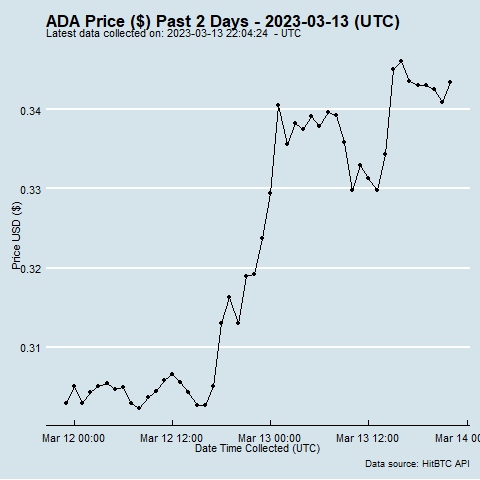 ADA Price ($) Past 2 Days - 2023-03-13 (UTC)
Latest data collected on: 2023-03-13 22:04:24 - UTC
Price USD ($)
0.34
0.33
0.32
0.31
Mar 12 00:00 Mar 12 12:00 Mar 13 00:00 Mar 13 12:00 Mar 14 00
Date Time Collected (UTC)
Data source: HitBTC API